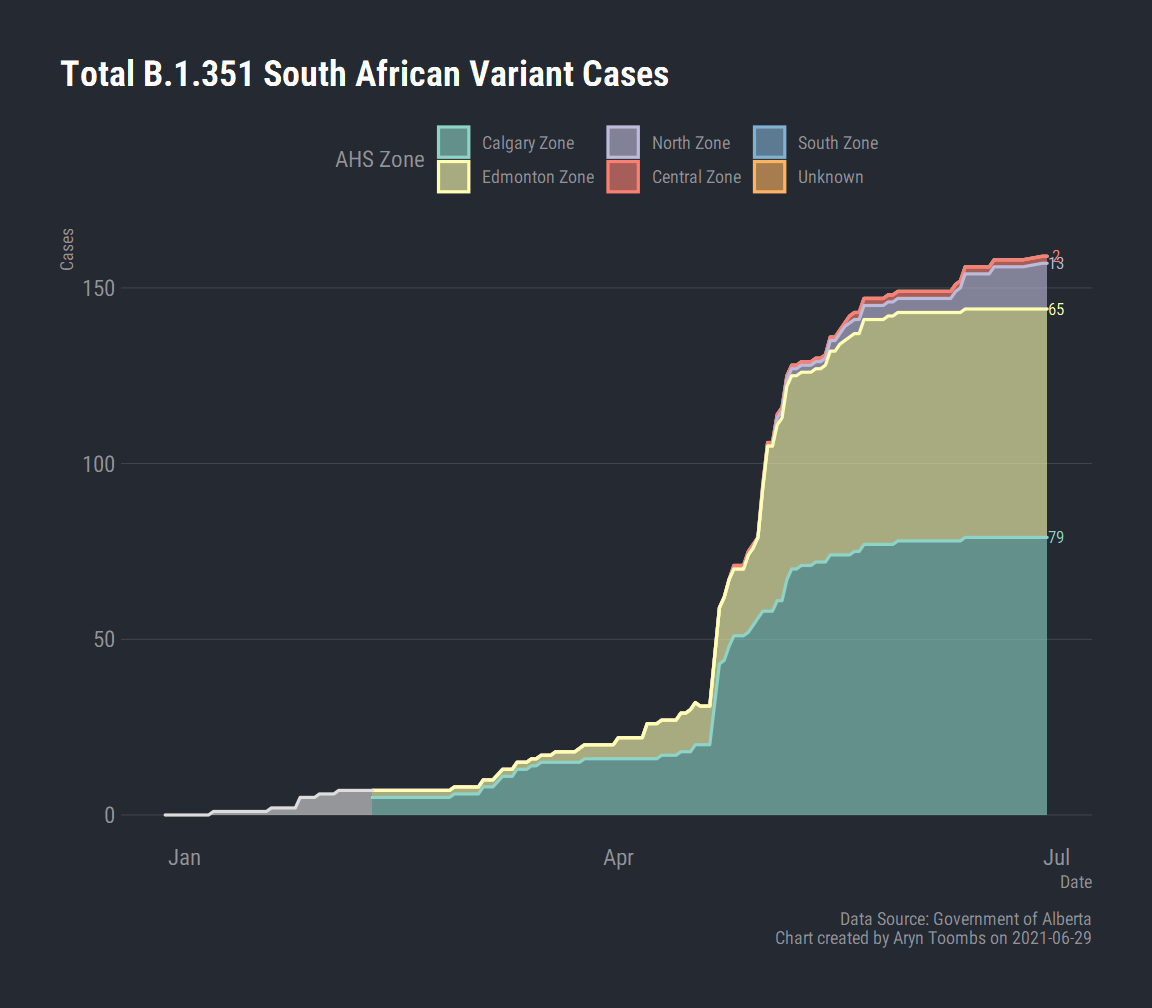 Total B.1.351 South African Variant Cases
AHS Zone
Calgary Zone
North Zone
South Zone
Edmonton Zone
Central Zone
Unknown
Cases
2
13
150
65
100
79
50
0
Jan
Apr
Jul
Date
Data Source: Government of Alberta
Chart created by Aryn Toombs on 2021-06-29